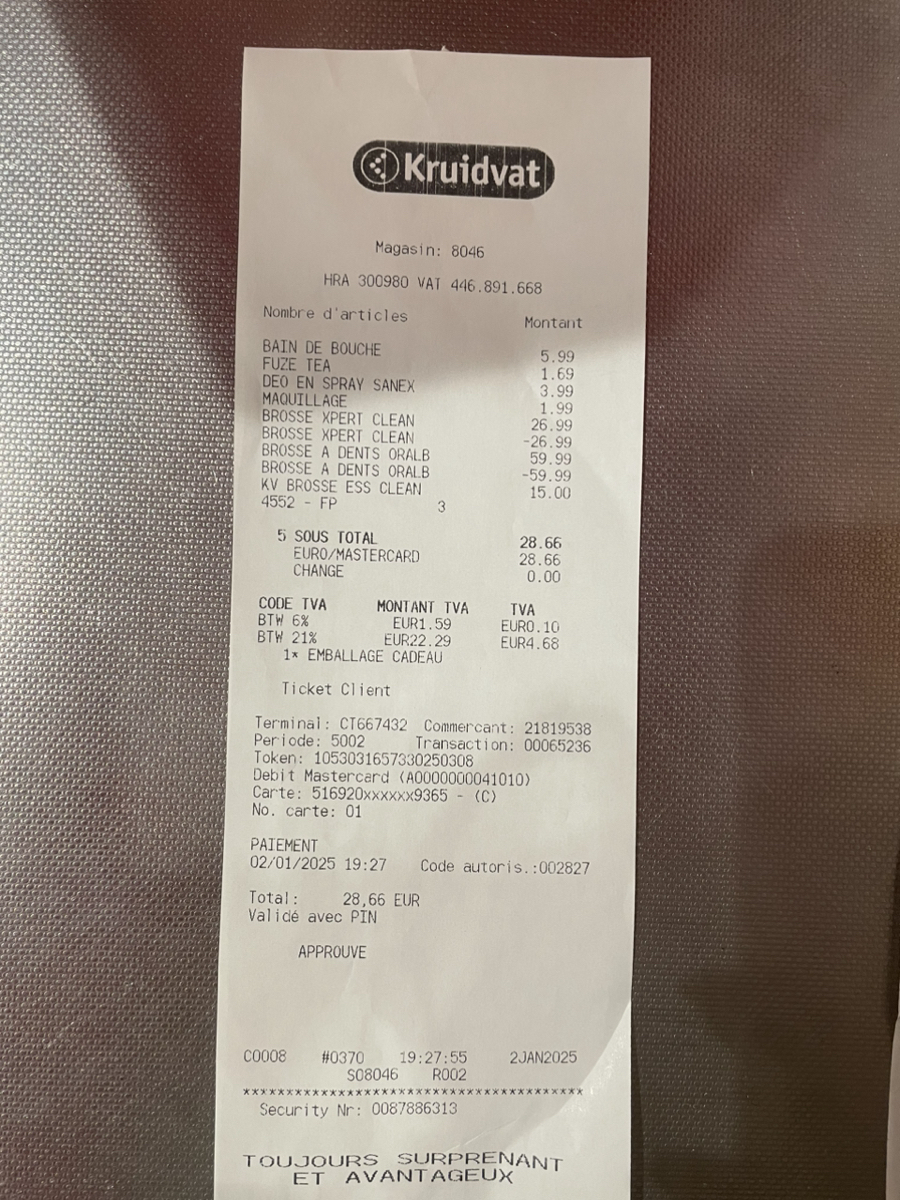 Kruidvat
Magasin: 8046
HRA 300980 VAT 446.891.668
Nombre d'articles Montant
BAIN DE BOUCHE 5.99
FUZE TEA 1.69
DEO EN SPRAY SANEX 3.99
MAQUILLAGE 1.99
BROSSE XPERT CLEAN 26.99
BROSSE XPERT CLEAN -26.99
BROSSE A DENTS ORALB 59.99
BROSSE A DENTS ORALB -59.99
KV BROSSE ESS CLEAN 15.00
4552 - FP 3
5 SOUS TOTAL 28.66
EURO/MASTERCARD 28.66
CHANGE 0.00
CODE TVA MONTANT TVA TVA
BTW 6% EUR1.59 EUR0.10
BTW 21% EUR22.29 EUR4.68
1* EMBALLAGE CADEAU
Ticket Client
Terminal: CT667432 Commercant: 21819538
Periode: 5002 Transaction: 00065236
Token: 1053031657330250308
Debit Mastercard (A0000000041010)
Carte: 516920xxxxxx9365 - (C)
No. carte: 01
PAIEMENT
02/01/2025 19:27 Code autoris.:002827
Total: 28,66 EUR
Validé avec PIN
APPROUVE
C0008 #0370 19:27:55 2JAN2025
S08046 R002
****************************************
Security Nr: 0087886313
TOUJOURS SURPRENANT
ET AVANTAGEUX